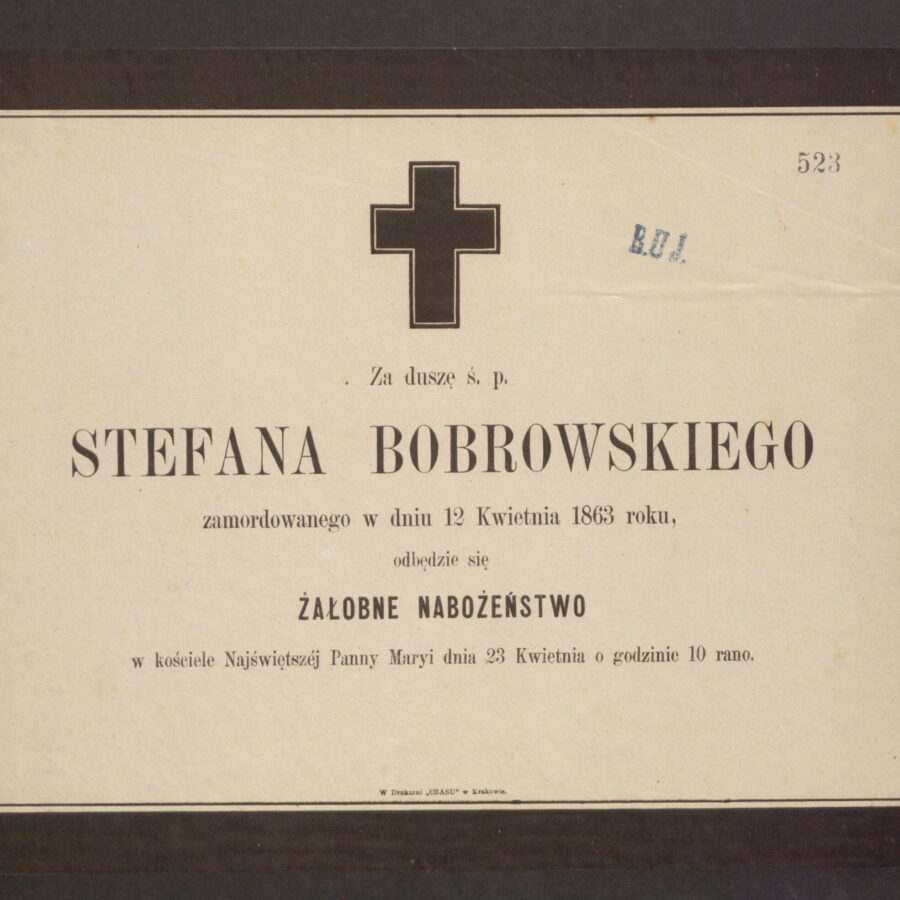 523
B.U J.
Za duszę ś. p.
STEFANA BOBROWSKIEGO
zamordowanego w dniu 12 Kwietnia 1863 roku,
odbędzie się
ŻAŁOBNE NABOŻEŃSTWO
w kościele Najświętszéj Panny Maryi dnia 23 Kwietnia o godzinie 10 rano.
W Drukarni „CZASU" w Krakowie.